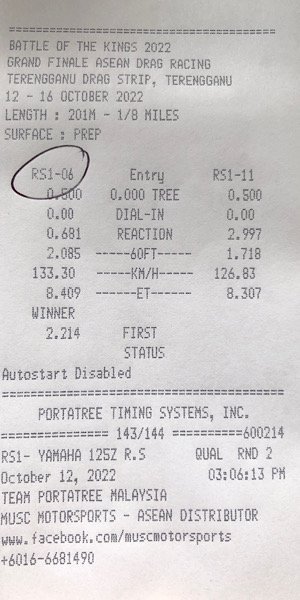 =======================================
BATTLE OF THE KINGS 2022
GRAND FINALE ASEAN DRAG RACING
TERENGGANU DRAG STRIP, TERENGGANU
12 - 16 OCTOBER 2022
LENGTH : 201M - 1/8 MILES
SURFACE : PREP
RS1-06 Entry RS1-11
0.500 0.000 TREE 0.500
0.00 DIAL-IN 0.00
0.681 REACTION 2.997
2.085 -----60FT----- 1.718
133.30 -----KM/H----- 126.83
8.409 ------ET------ 8.307
WINNER
2.214 FIRST
STATUS
Autostart Disabled
=======================================
PORTATREE TIMING SYSTEMS, INC.
=============== 143/144 ==========600214
RS1- YAMAHA 125Z R.S QUAL RND 2
October 12, 2022 03:06:13 PM
TEAM PORTATREE MALAYSIA
MUSC MOTORSPORTS - ASEAN DISTRIBUTOR
www.facebook.com/muscmotorsports
+6016-6681490